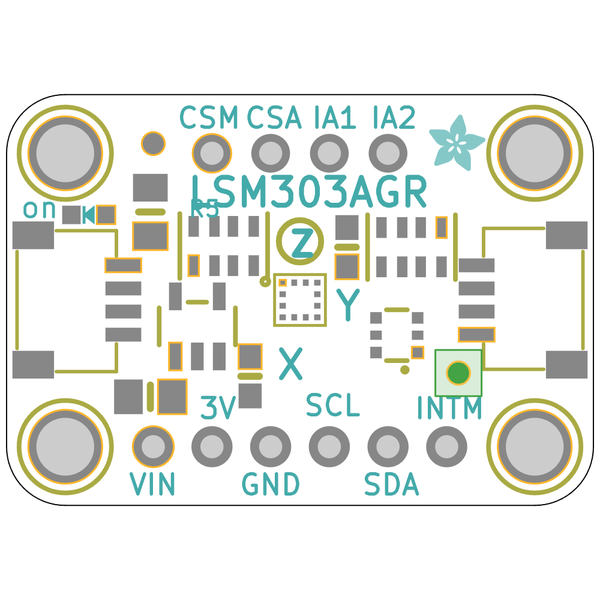 CSM CSA IA1 IA2
LSM303AGR
on
R5
Z
Y
X
3V SCL INTM
VIN GND SDA